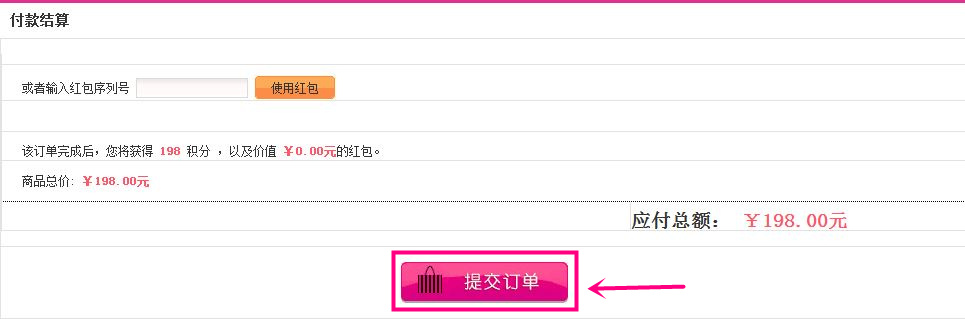 付款结算
或者输入红包序列号 使用红包
该订单完成后，您将获得 198 积分 ，以及价值 ￥0.00元的红包。
商品总价: ￥198.00元
应付总额： ￥198.00元
提交订单